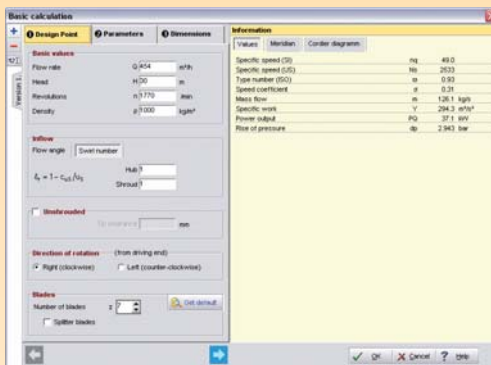 Basic calculation
Design Point
Parameters
Dimensions
Version 1
Basic values
Flow rate Q 454 m³/h
Head H 30 m
Revolutions n 1770 /min
Density ρ 1000 kg/m³
Inflow
Flow angle Swirl number
Hub 1
Shroud 1
Unshrouded
mm
Direction of rotation (from driving end)
Right (clockwise) Left (counter-clockwise)
Blades
Number of blades z 7 Get default
Splitter blades
Information
Values Meridian Cordier diagramm
Specific speed (SI) nq 49.0
Specific speed (US) Ns 2533
Type number (ISO) ω 0.93
Speed coefficient σ 0.31
Mass flow m 126.1 kg/s
Specific work Y 294.3 m²/s²
Power output PQ 37.1 kW
Rise of pressure dp 2.943 bar
OK Cancel Help